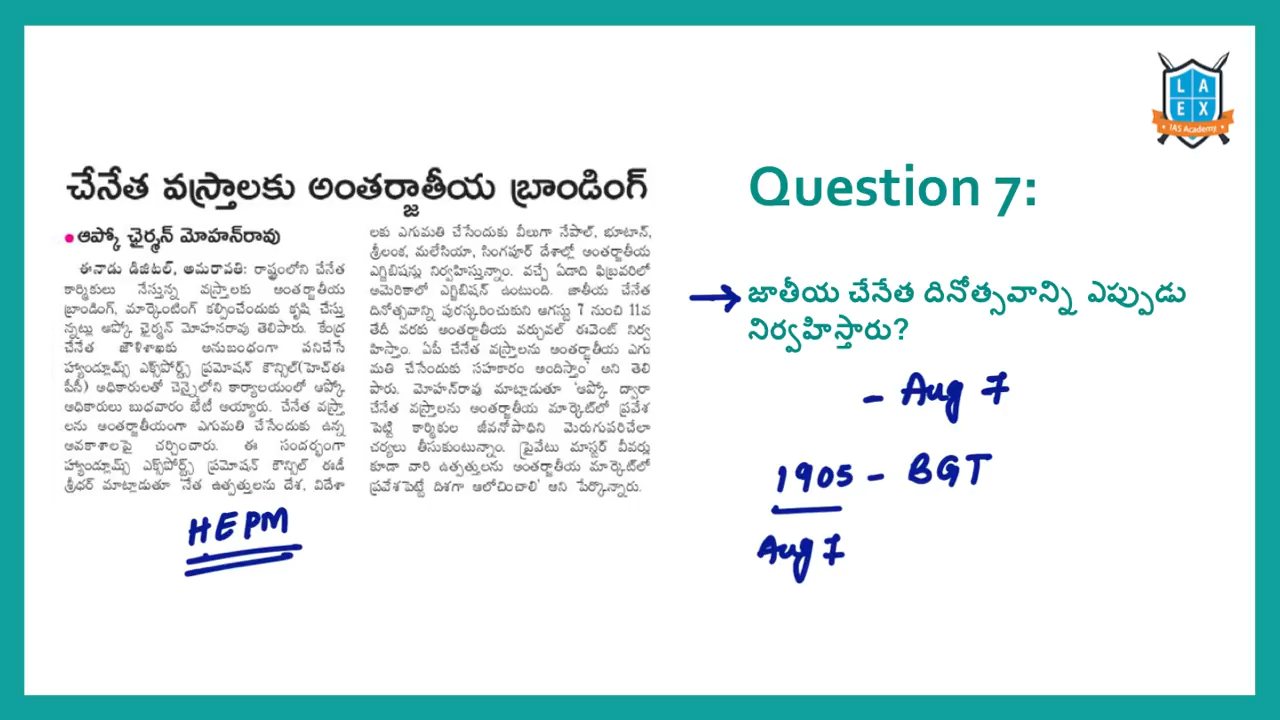 L A
E X
IAS Academy
చేనేత వస్త్రాలకు అంతర్జాతీయ బ్రాండింగ్
ఆప్కో ఛైర్మన్ మోహన్‌రావు
ఈనాడు డిజిటల్, అమరావతి: రాష్ట్రంలోని చేనేత
కార్మికులు నేస్తున్న వస్త్రాలకు అంతర్జాతీయ
బ్రాండింగ్, మార్కెటింగ్ కల్పించేందుకు కృషి చేస్తు
న్నట్లు ఆప్కో ఛైర్మన్ మోహనరావు తెలిపారు. కేంద్ర
చేనేత జౌళిశాఖకు అనుబంధంగా పనిచేసే
హ్యాండ్లూమ్స్ ఎక్స్‌పోర్ట్స్ ప్రమోషన్ కౌన్సిల్(హెచ్ఈ
పీసీ) అధికారులతో చెన్నైలోని కార్యాలయంలో ఆప్కో
అధికారులు బుధవారం భేటీ అయ్యారు. చేనేత వస్త్రా
లను అంతర్జాతీయంగా ఎగుమతి చేసేందుకు ఉన్న
అవకాశాలపై చర్చించారు. ఈ సందర్భంగా
హ్యాండ్లూమ్స్ ఎక్స్‌పోర్ట్స్ ప్రమోషన్ కౌన్సిల్ ఈడీ
శ్రీధర్ మాట్లాడుతూ 'నేత ఉత్పత్తులను దేశ, విదేశా
లకు ఎగుమతి చేసేందుకు వీలుగా నేపాల్, భూటాన్,
శ్రీలంక, మలేసియా, సింగపూర్ దేశాల్లో అంతర్జాతీయ
ఎగ్జిబిషన్లు నిర్వహిస్తున్నాం. వచ్చే ఏడాది ఫిబ్రవరిలో
అమెరికాలో ఎగ్జిబిషన్ ఉంటుంది. జాతీయ చేనేత
దినోత్సవాన్ని పురస్కరించుకుని ఆగస్టు 7 నుంచి 11వ
తేదీ వరకు అంతర్జాతీయ వర్చువల్ ఈవెంట్ నిర్వ
హిస్తాం. ఏపీ చేనేత వస్త్రాలను అంతర్జాతీయ ఎగు
మతి చేసేందుకు సహకారం అందిస్తాం' అని తెలి
పారు. మోహన్‌రావు మాట్లాడుతూ 'ఆప్కో ద్వారా
చేనేత వస్త్రాలను అంతర్జాతీయ మార్కెట్‌లో ప్రవేశ
పెట్టి కార్మికుల జీవనోపాధిని మెరుగుపరిచేలా
చర్యలు తీసుకుంటున్నాం. ప్రైవేటు మాస్టర్ వీవర్లు
కూడా వారి ఉత్పత్తులను అంతర్జాతీయ మార్కెట్‌లో
ప్రవేశపెట్టే దిశగా ఆలోచించాలి' అని పేర్కొన్నారు.
HEPM
Question 7:
జాతీయ చేనేత దినోత్సవాన్ని ఎప్పుడు
నిర్వహిస్తారు?
- Aug 7
1905 - BGT
Aug 7